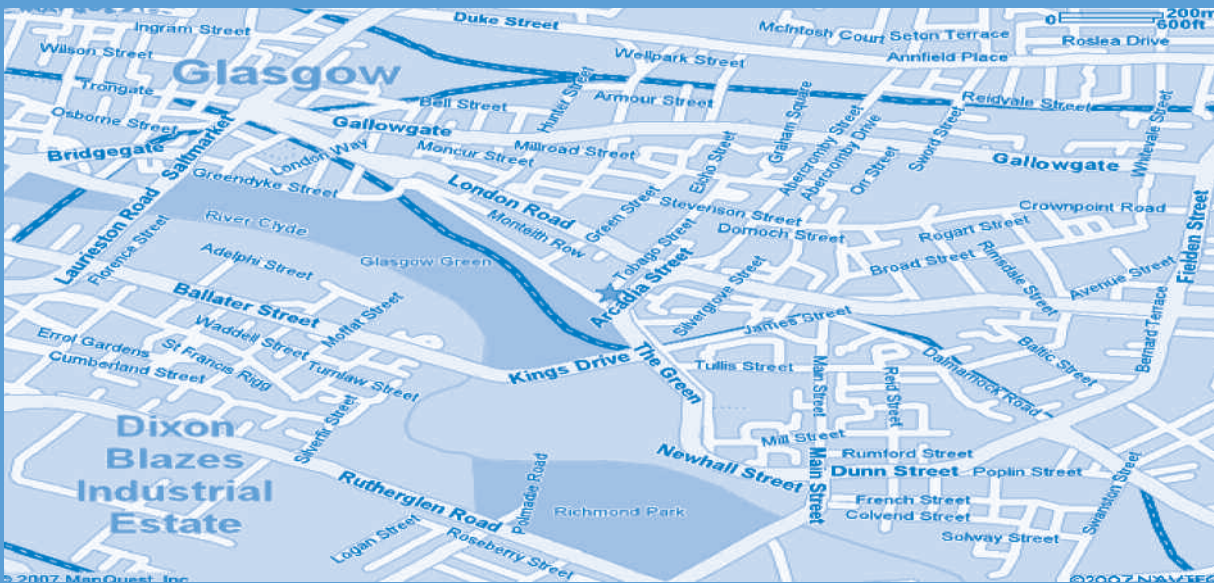 Duke Street
McIntosh Court
Seton Terrace
0
200m
600ft
Ingram Street
Roslea Drive
Wilson Street
Wellpark Street
Annfield Place
Glasgow
Trongate
Bell Street
Hunter Street
Armour Street
Graham Square
Reidvale Street
Osborne Street
Gallowgate
Abercromby Street
Abercromby Drive
Orr Street
Sword Street
Whitevale Street
Bridgegate
Saltmarket
London Way
Moncur Street
Millroad Street
Gallowgate
Greendyke Street
London Road
Stevenson Street
Crownpoint Road
River Clyde
Monteith Row
Green Street
Dornoch Street
Rogart Street
Laurieston Road
Florence Street
Adelphi Street
Glasgow Green
Tobago Street
Arcadia Street
Broad Street
Rimsdale Street
Avenue Street
Fielden Street
Ballater Street
Moffat Street
Silvergrove Street
James Street
Bernard Terrace
Errol Gardens
Waddell Street
St Francis Rigg
Cumberland Street
Turnlaw Street
Kings Drive
The Green
Tullis Street
Main Street
Reid Street
Dalmarnock Road
Baltic Street
Dixon
Blazes
Industrial
Estate
Silverfir Street
Mill Street
Newhall Street
Main Street
Rumford Street
Dunn Street
Poplin Street
Rutherglen Road
Polmadie Road
Richmond Park
French Street
Colvend Street
Swanston Street
Logan Street
Roseberry Street
Solway Street
© 2007 MapQuest, Inc.